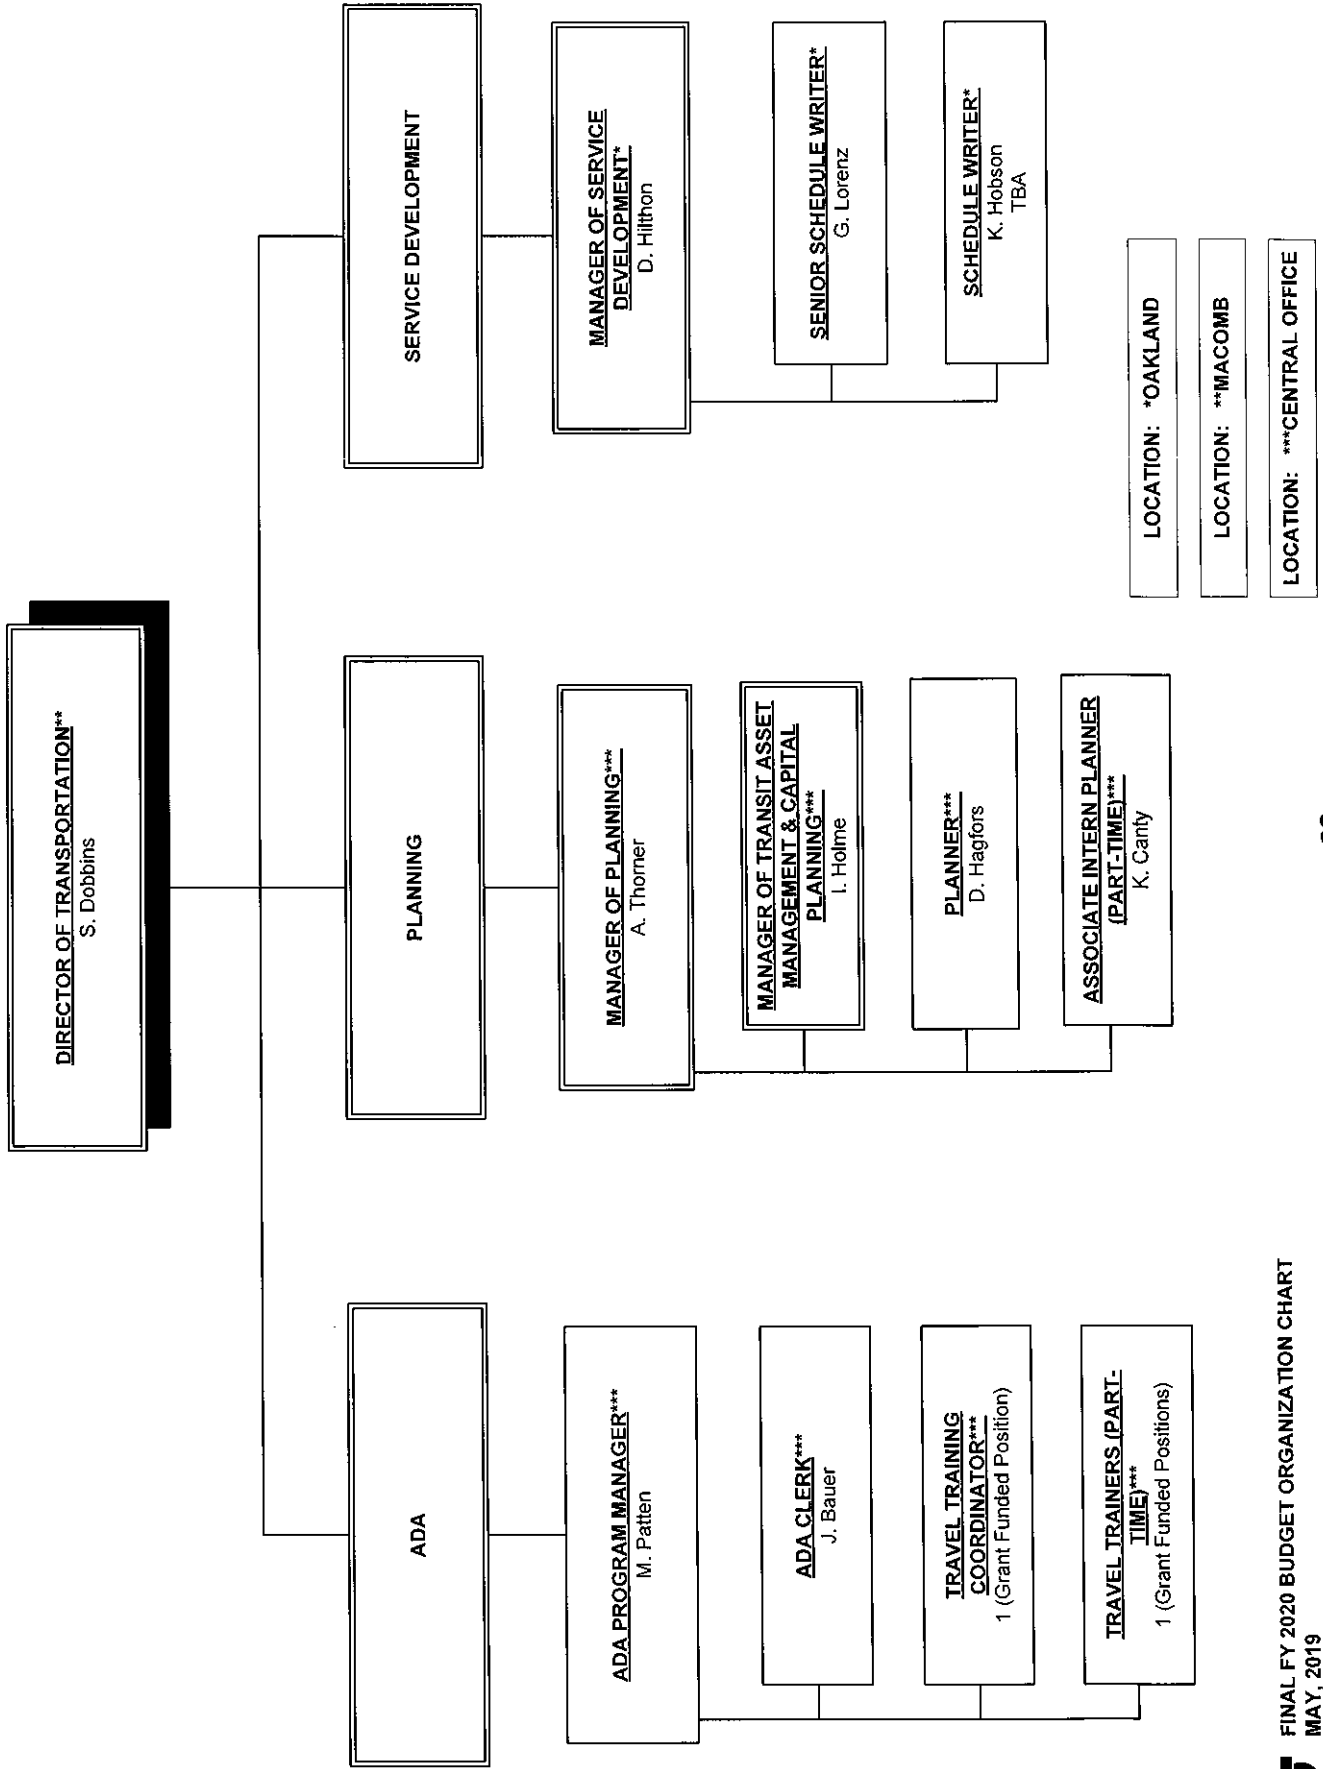 DIRECTOR OF TRANSPORTATION**
S. Dobbins
ADA
ADA PROGRAM MANAGER***
M. Patten
ADA CLERK***
J. Bauer
TRAVEL TRAINING
COORDINATOR***
1 (Grant Funded Position)
TRAVEL TRAINERS (PART-
TIME)***
1 (Grant Funded Positions)
PLANNING
MANAGER OF PLANNING***
A. Thorner
MANAGER OF TRANSIT ASSET
MANAGEMENT & CAPITAL
PLANNING***
I. Holme
PLANNER***
D. Hagfors
ASSOCIATE INTERN PLANNER
(PART-TIME)***
K. Canty
SERVICE DEVELOPMENT
MANAGER OF SERVICE
DEVELOPMENT*
D. Hilthon
SENIOR SCHEDULE WRITER*
G. Lorenz
SCHEDULE WRITER*
K. Hobson
TBA
LOCATION: *OAKLAND
LOCATION: **MACOMB
LOCATION: ***CENTRAL OFFICE
FINAL FY 2020 BUDGET ORGANIZATION CHART
MAY, 2019